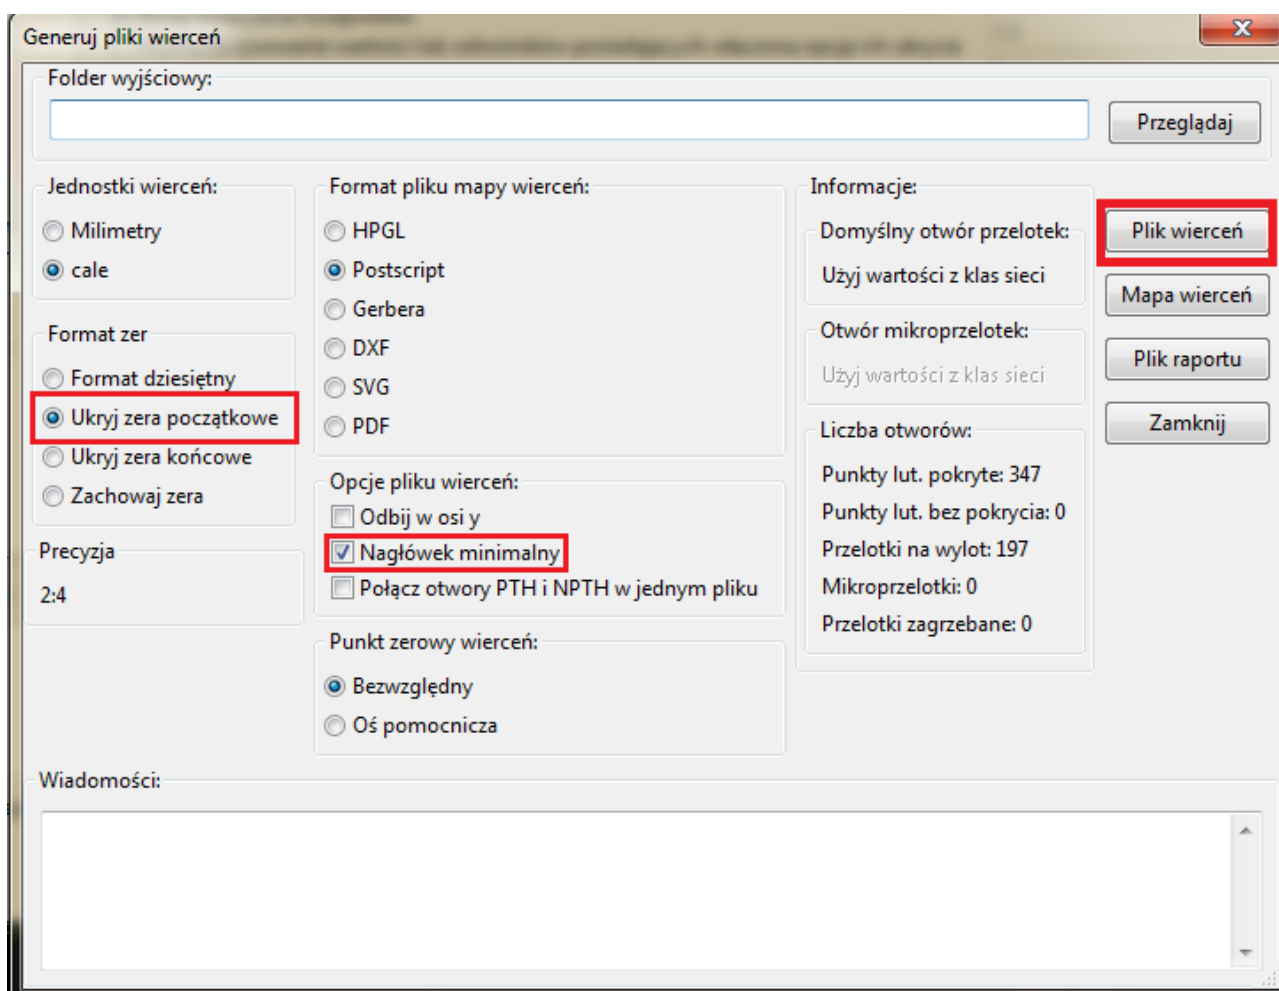 Generuj pliki wierceń
Folder wyjściowy:
Przeglądaj
Jednostki wierceń:
Milimetry
cale
Format zer
Format dziesiętny
Ukryj zera początkowe
Ukryj zera końcowe
Zachowaj zera
Precyzja
2:4
Format pliku mapy wierceń:
HPGL
Postscript
Gerbera
DXF
SVG
PDF
Opcje pliku wierceń:
Odbij w osi y
Nagłówek minimalny
Połącz otwory PTH i NPTH w jednym pliku
Punkt zerowy wierceń:
Bezwzględny
Oś pomocnicza
Informacje:
Domyślny otwór przelotek:
Użyj wartości z klas sieci
Otwór mikroprzelotek:
Użyj wartości z klas sieci
Liczba otworów:
Punkty lut. pokryte: 347
Punkty lut. bez pokrycia: 0
Przelotki na wylot: 197
Mikroprzelotki: 0
Przelotki zagrzebane: 0
Plik wierceń
Mapa wierceń
Plik raportu
Zamknij
Wiadomości: